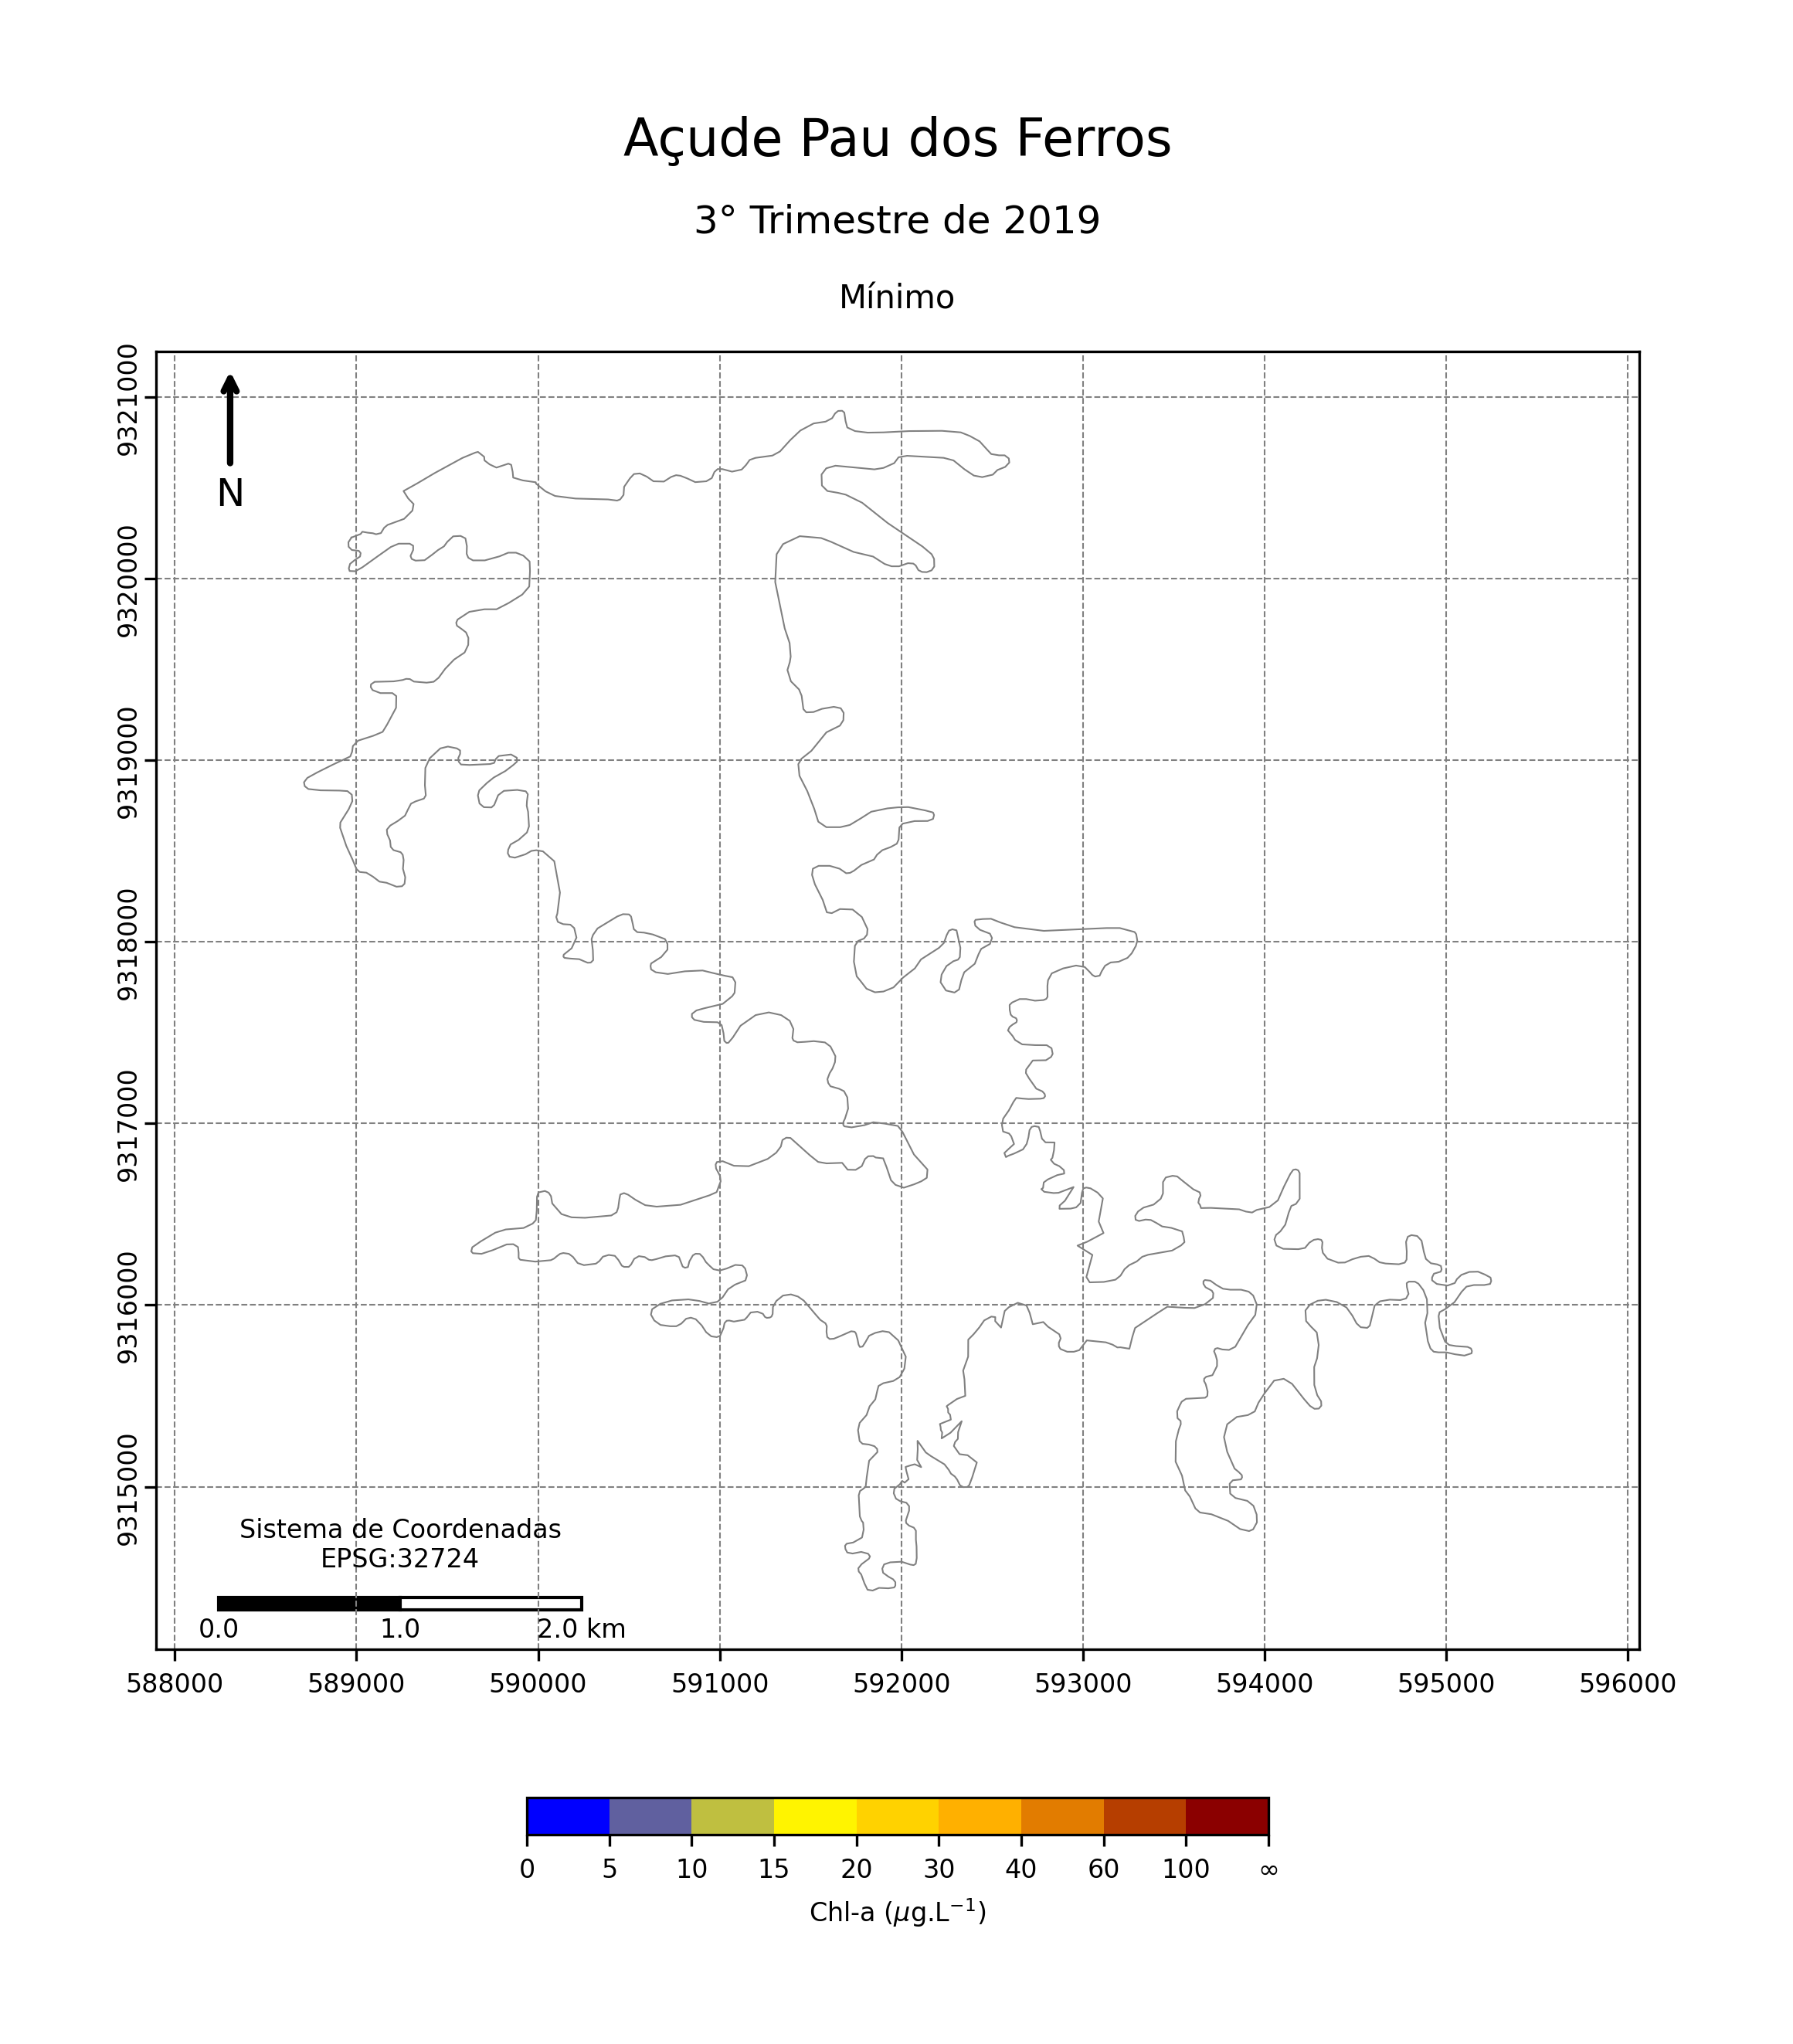 Açude Pau dos Ferros
3° Trimestre de 2019
Mínimo
9321000
9320000
9319000
9318000
9317000
9316000
9315000
N
Sistema de Coordenadas
EPSG:32724
0.0 1.0 2.0 km
588000 589000 590000 591000 592000 593000 594000 595000 596000
0 5 10 15 20 30 40 60 100 ∞
Chl-a (μg.L⁻¹)